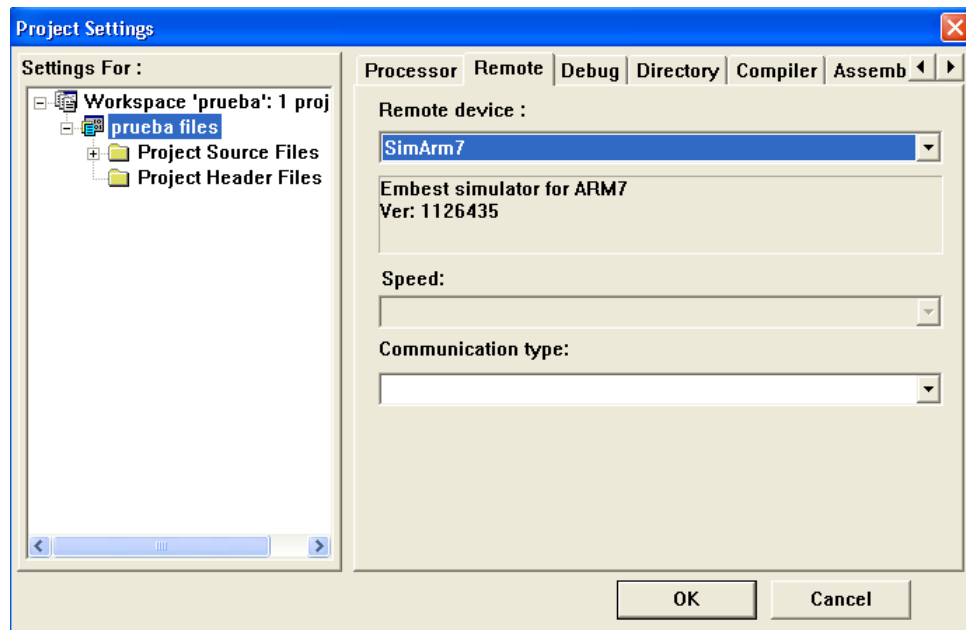 Project Settings
Settings For :
Workspace 'prueba': 1 proj
prueba files
Project Source Files
Project Header Files
Processor Remote Debug Directory Compiler Assemb
Remote device :
SimArm7
Embest simulator for ARM7
Ver: 1126435
Speed:
Communication type:
OK Cancel